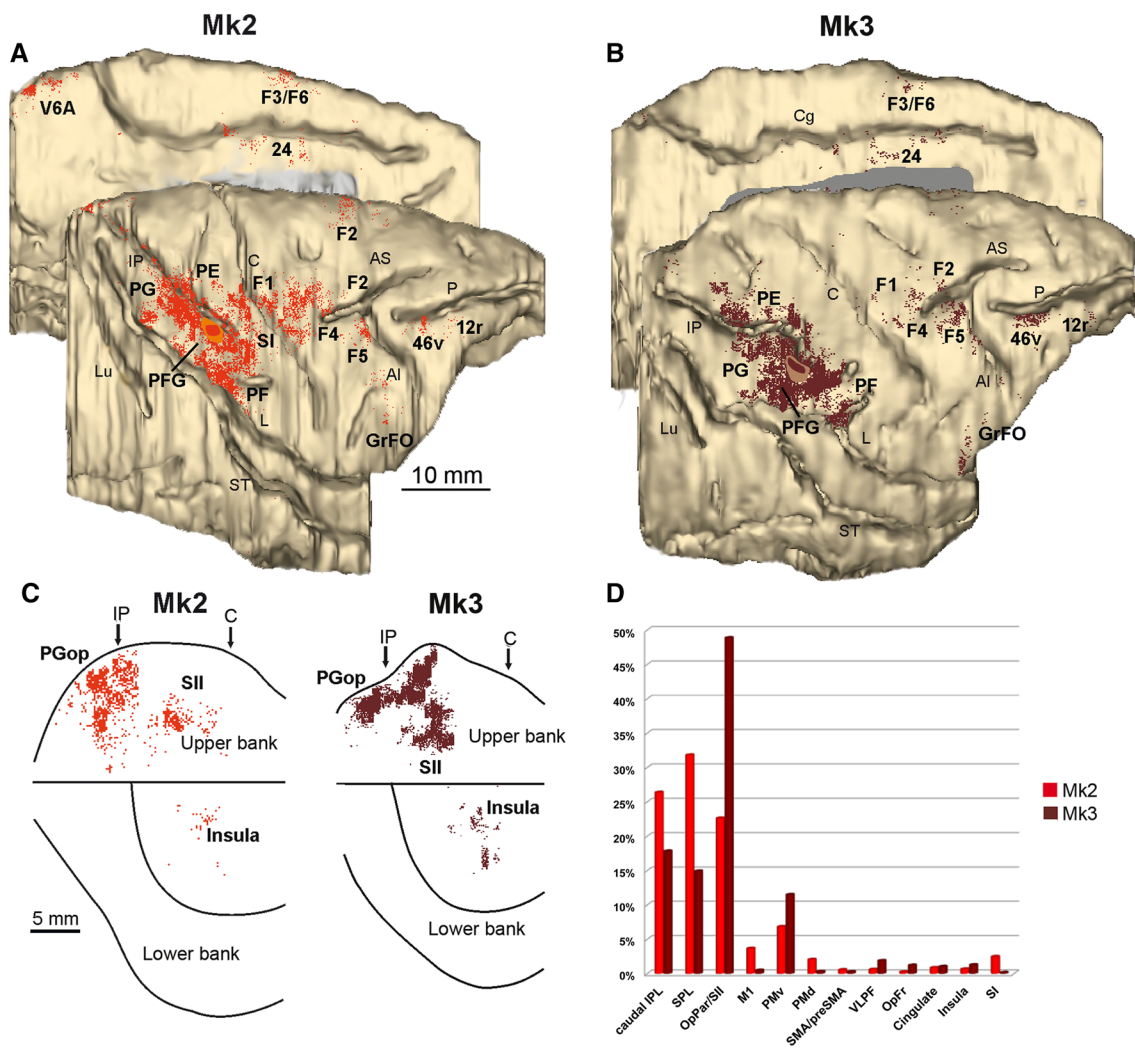 Mk2
Mk3
A
B
V6A
F3/F6
24
F2
IP
PE
C
AS
PG
F1
F2
P
F4
12r
SI
F5
46v
Lu
PFG
PF
AI
L
GrFO
ST
10 mm
F3/F6
Cg
24
AS
F2
C
F1
P
PE
IP
F4
F5
12r
46v
PG
PF
AI
PFG
Lu
L
GrFO
ST
C
Mk2
Mk3
D
IP
C
IP
C
PGop
SII
Upper bank
PGop
Upper bank
SII
Insula
Insula
5 mm
Lower bank
Lower bank
50%
45%
40%
35%
30%
25%
20%
15%
10%
5%
0%
Mk2
Mk3
caudal IPL
SPL
OpPar/SII
M1
PMv
PMd
SMA/preSMA
VLPF
OpFr
Cingulate
Insula
SI